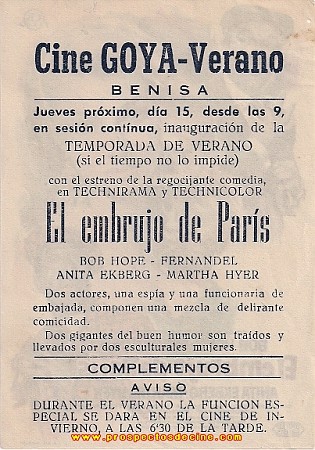 Cine GOYA-Verano
BENISA
Jueves próximo, día 15, desde las 9,
en sesión contínua, inauguración de la
TEMPORADA DE VERANO
(si el tiempo no lo impide)
con el estreno de la regocijante comedia,
en TECHNIRAMA y TECHNICOLOR
El embrujo de París
BOB HOPE - FERNANDEL
ANITA EKBERG - MARTHA HYER
Dos actores, una espía y una funcionaria de
embajada, componen una mezcla de delirante
comicidad.
Dos gigantes del buen humor son traídos y
llevados por dos esculturales mujeres.
COMPLEMENTOS
AVISO
DURANTE EL VERANO LA FUNCION ES-
PECIAL SE DARA EN EL CINE DE IN-
VIERNO, A LAS 6'30 DE LA TARDE.
www.prospectosdecine.com